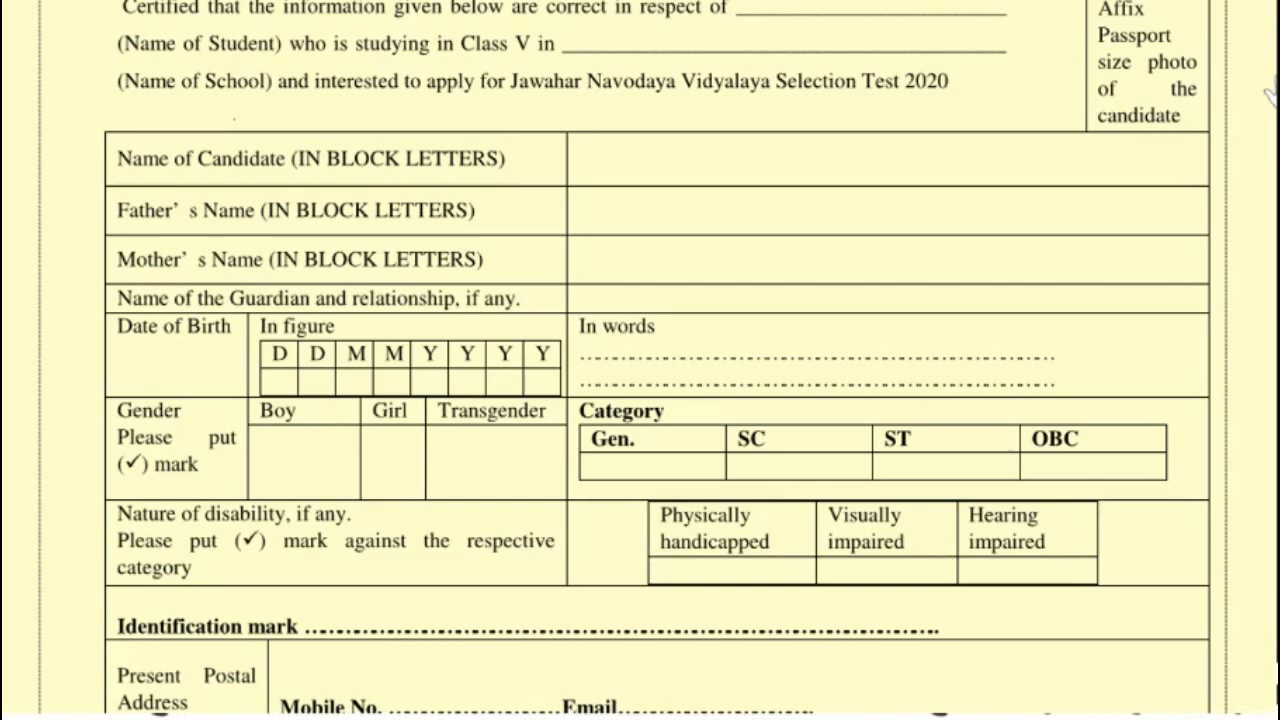 Certified that the information given below are correct in respect of ____________________
(Name of Student) who is studying in Class V in ____________________
(Name of School) and interested to apply for Jawahar Navodaya Vidyalaya Selection Test 2020
Affix
Passport
size photo
of the
candidate
Name of Candidate (IN BLOCK LETTERS)
Father’ s Name (IN BLOCK LETTERS)
Mother’ s Name (IN BLOCK LETTERS)
Name of the Guardian and relationship, if any.
Date of Birth
In figure
D D M M Y Y Y Y
In words
........................................
........................................
Gender
Please put
(✓) mark
Boy Girl Transgender
Category
Gen. SC ST OBC
Nature of disability, if any.
Please put (✓) mark against the respective
category
Physically
handicapped
Visually
impaired
Hearing
impaired
Identification mark ........................................
Present Postal
Address
Mobile No. ....................Email....................